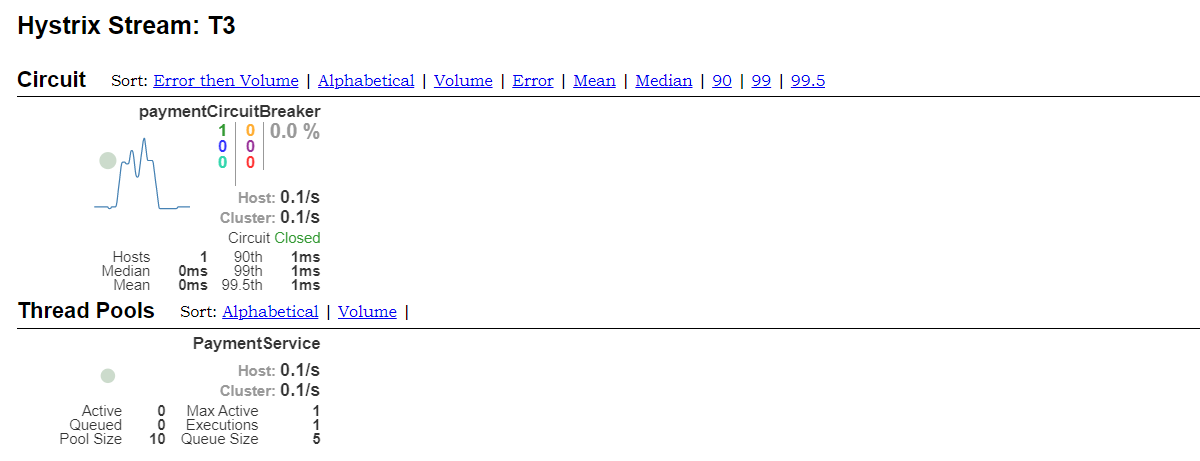 Hystrix Stream: T3
Circuit Sort: Error then Volume | Alphabetical | Volume | Error | Mean | Median | 90 | 99 | 99.5
paymentCircuitBreaker
1 0 0.0 %
0 0
0 0
Host: 0.1/s
Cluster: 0.1/s
Circuit Closed
Hosts 1 90th 1ms
Median 0ms 99th 1ms
Mean 0ms 99.5th 1ms
Thread Pools Sort: Alphabetical | Volume |
PaymentService
Host: 0.1/s
Cluster: 0.1/s
Active 0 Max Active 1
Queued 0 Executions 1
Pool Size 10 Queue Size 5